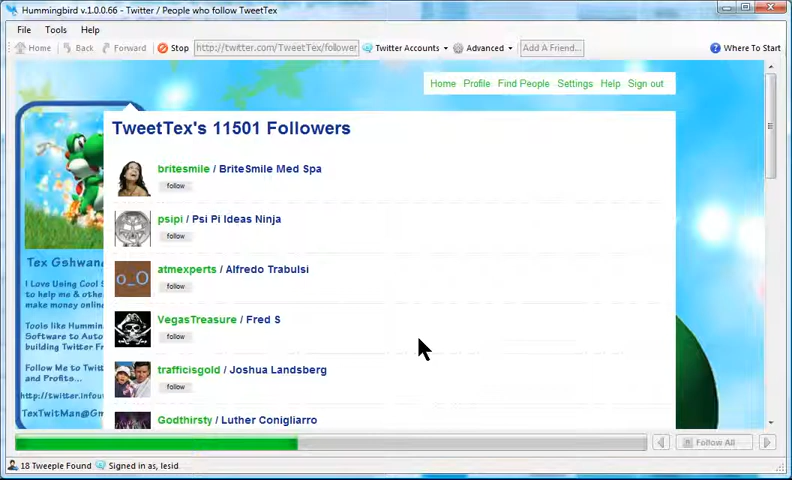 Hummingbird v.1.0.0.66 - Twitter / People who follow TweetTex
File Tools Help
Home Back Forward Stop http://twitter.com/TweetTex/follower Twitter Accounts Advanced Add A Friend... Where To Start
Home Profile Find People Settings Help Sign out
TweetTex's 11501 Followers
britesmile / BriteSmile Med Spa
follow
psipi / Psi Pi Ideas Ninja
follow
atmexperts / Alfredo Trabulsi
follow
VegasTreasure / Fred S
follow
trafficisgold / Joshua Landsberg
follow
Godthirsty / Luther Conigliarro
Tex Gshwan
I Love Using Cool S
to help me & othe
make money onlin
Tools like Hummin
Software to Auto
building Twitter Fr
Follow Me to Twit
and Profits...
http://twitter.infou
TexTwitMan@Gm
o_O
Follow All
18 Tweeple Found Signed in as, lesid